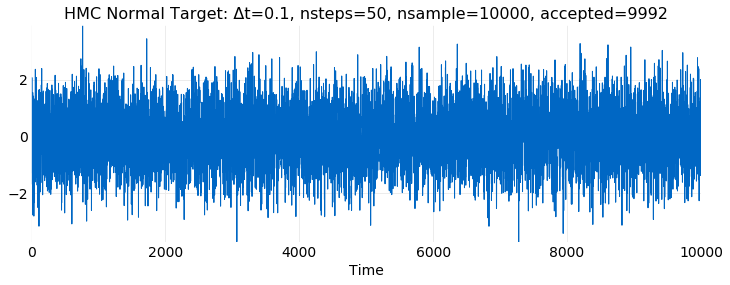 HMC Normal Target: Δt=0.1, nsteps=50, nsample=10000, accepted=9992
2
0
−2
0 2000 4000 6000 8000 10000
Time